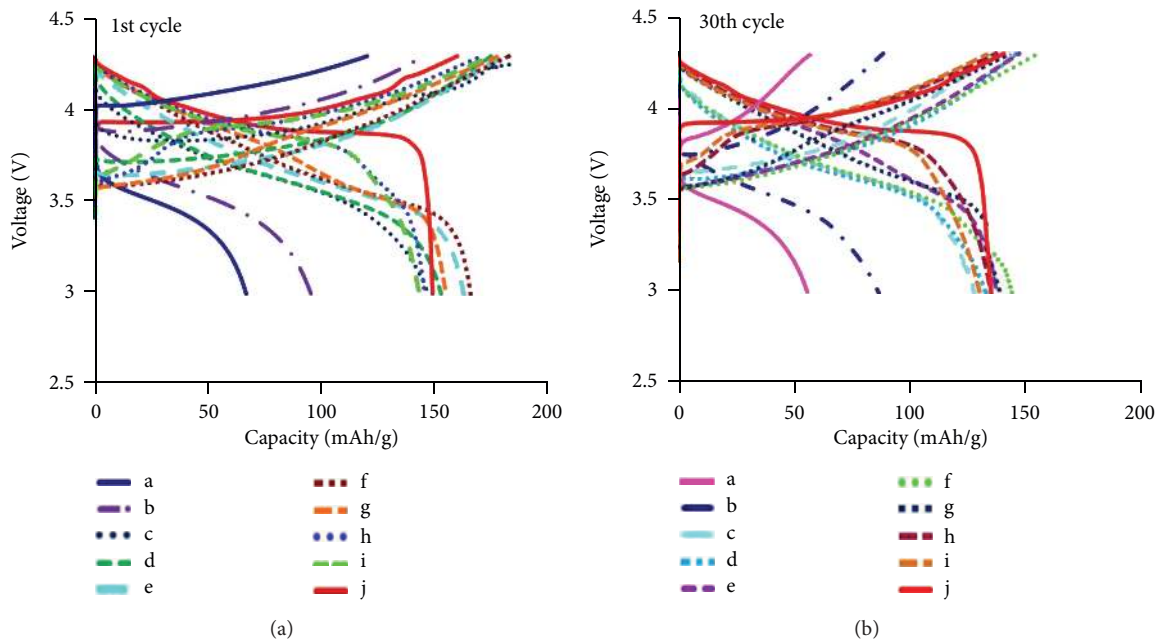 1st cycle
4.5
4
3.5
3
2.5
Voltage (V)
0 50 100 150 200
Capacity (mAh/g)
a f
b g
c h
d i
e j
(a)
30th cycle
4.5
4
3.5
3
2.5
Voltage (V)
0 50 100 150 200
Capacity (mAh/g)
a f
b g
c h
d i
e j
(b)